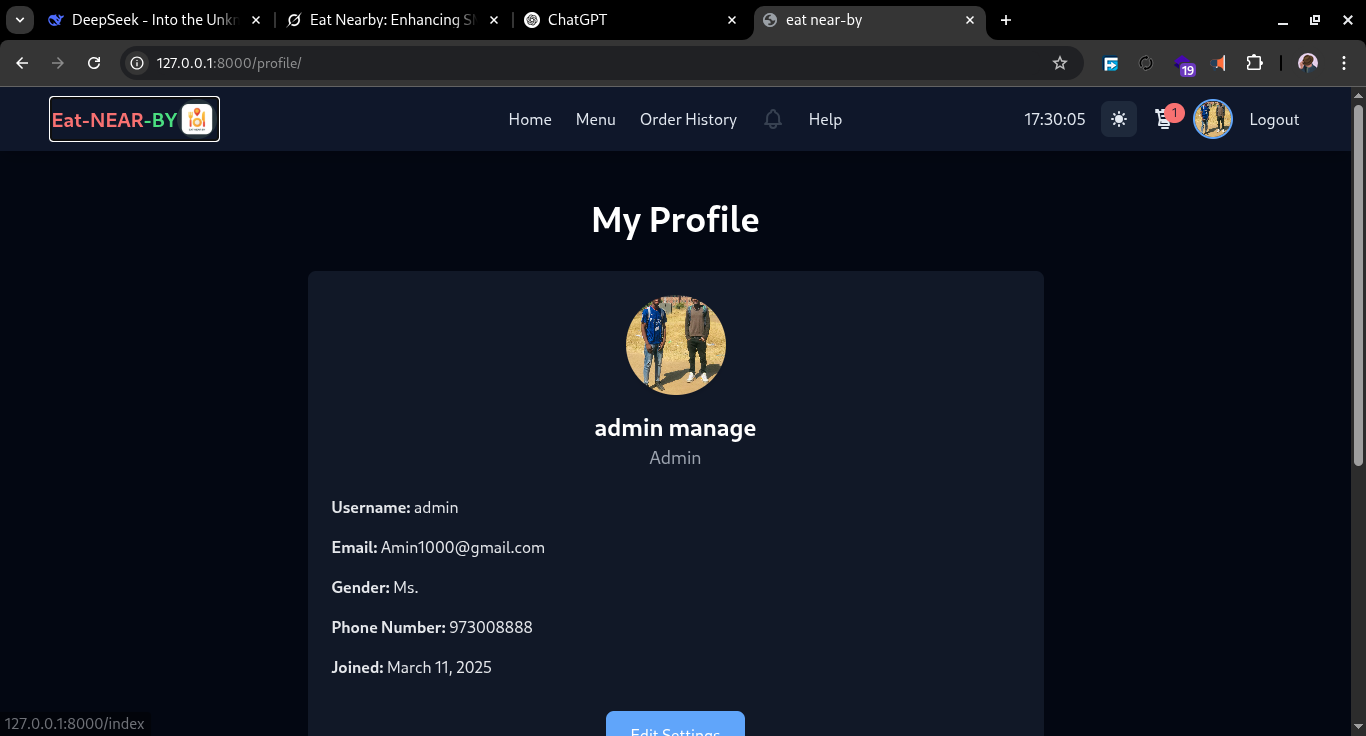 DeepSeek - Into the Unkn
Eat Nearby: Enhancing S
ChatGPT
eat near-by
127.0.0.1:8000/profile/
19
Eat-NEAR-BY
Home
Menu
Order History
Help
17:30:05
1
Logout
My Profile
admin manage
Admin
Username: admin
Email: Amin1000@gmail.com
Gender: Ms.
Phone Number: 973008888
Joined: March 11, 2025
Edit Settings
127.0.0.1:8000/index